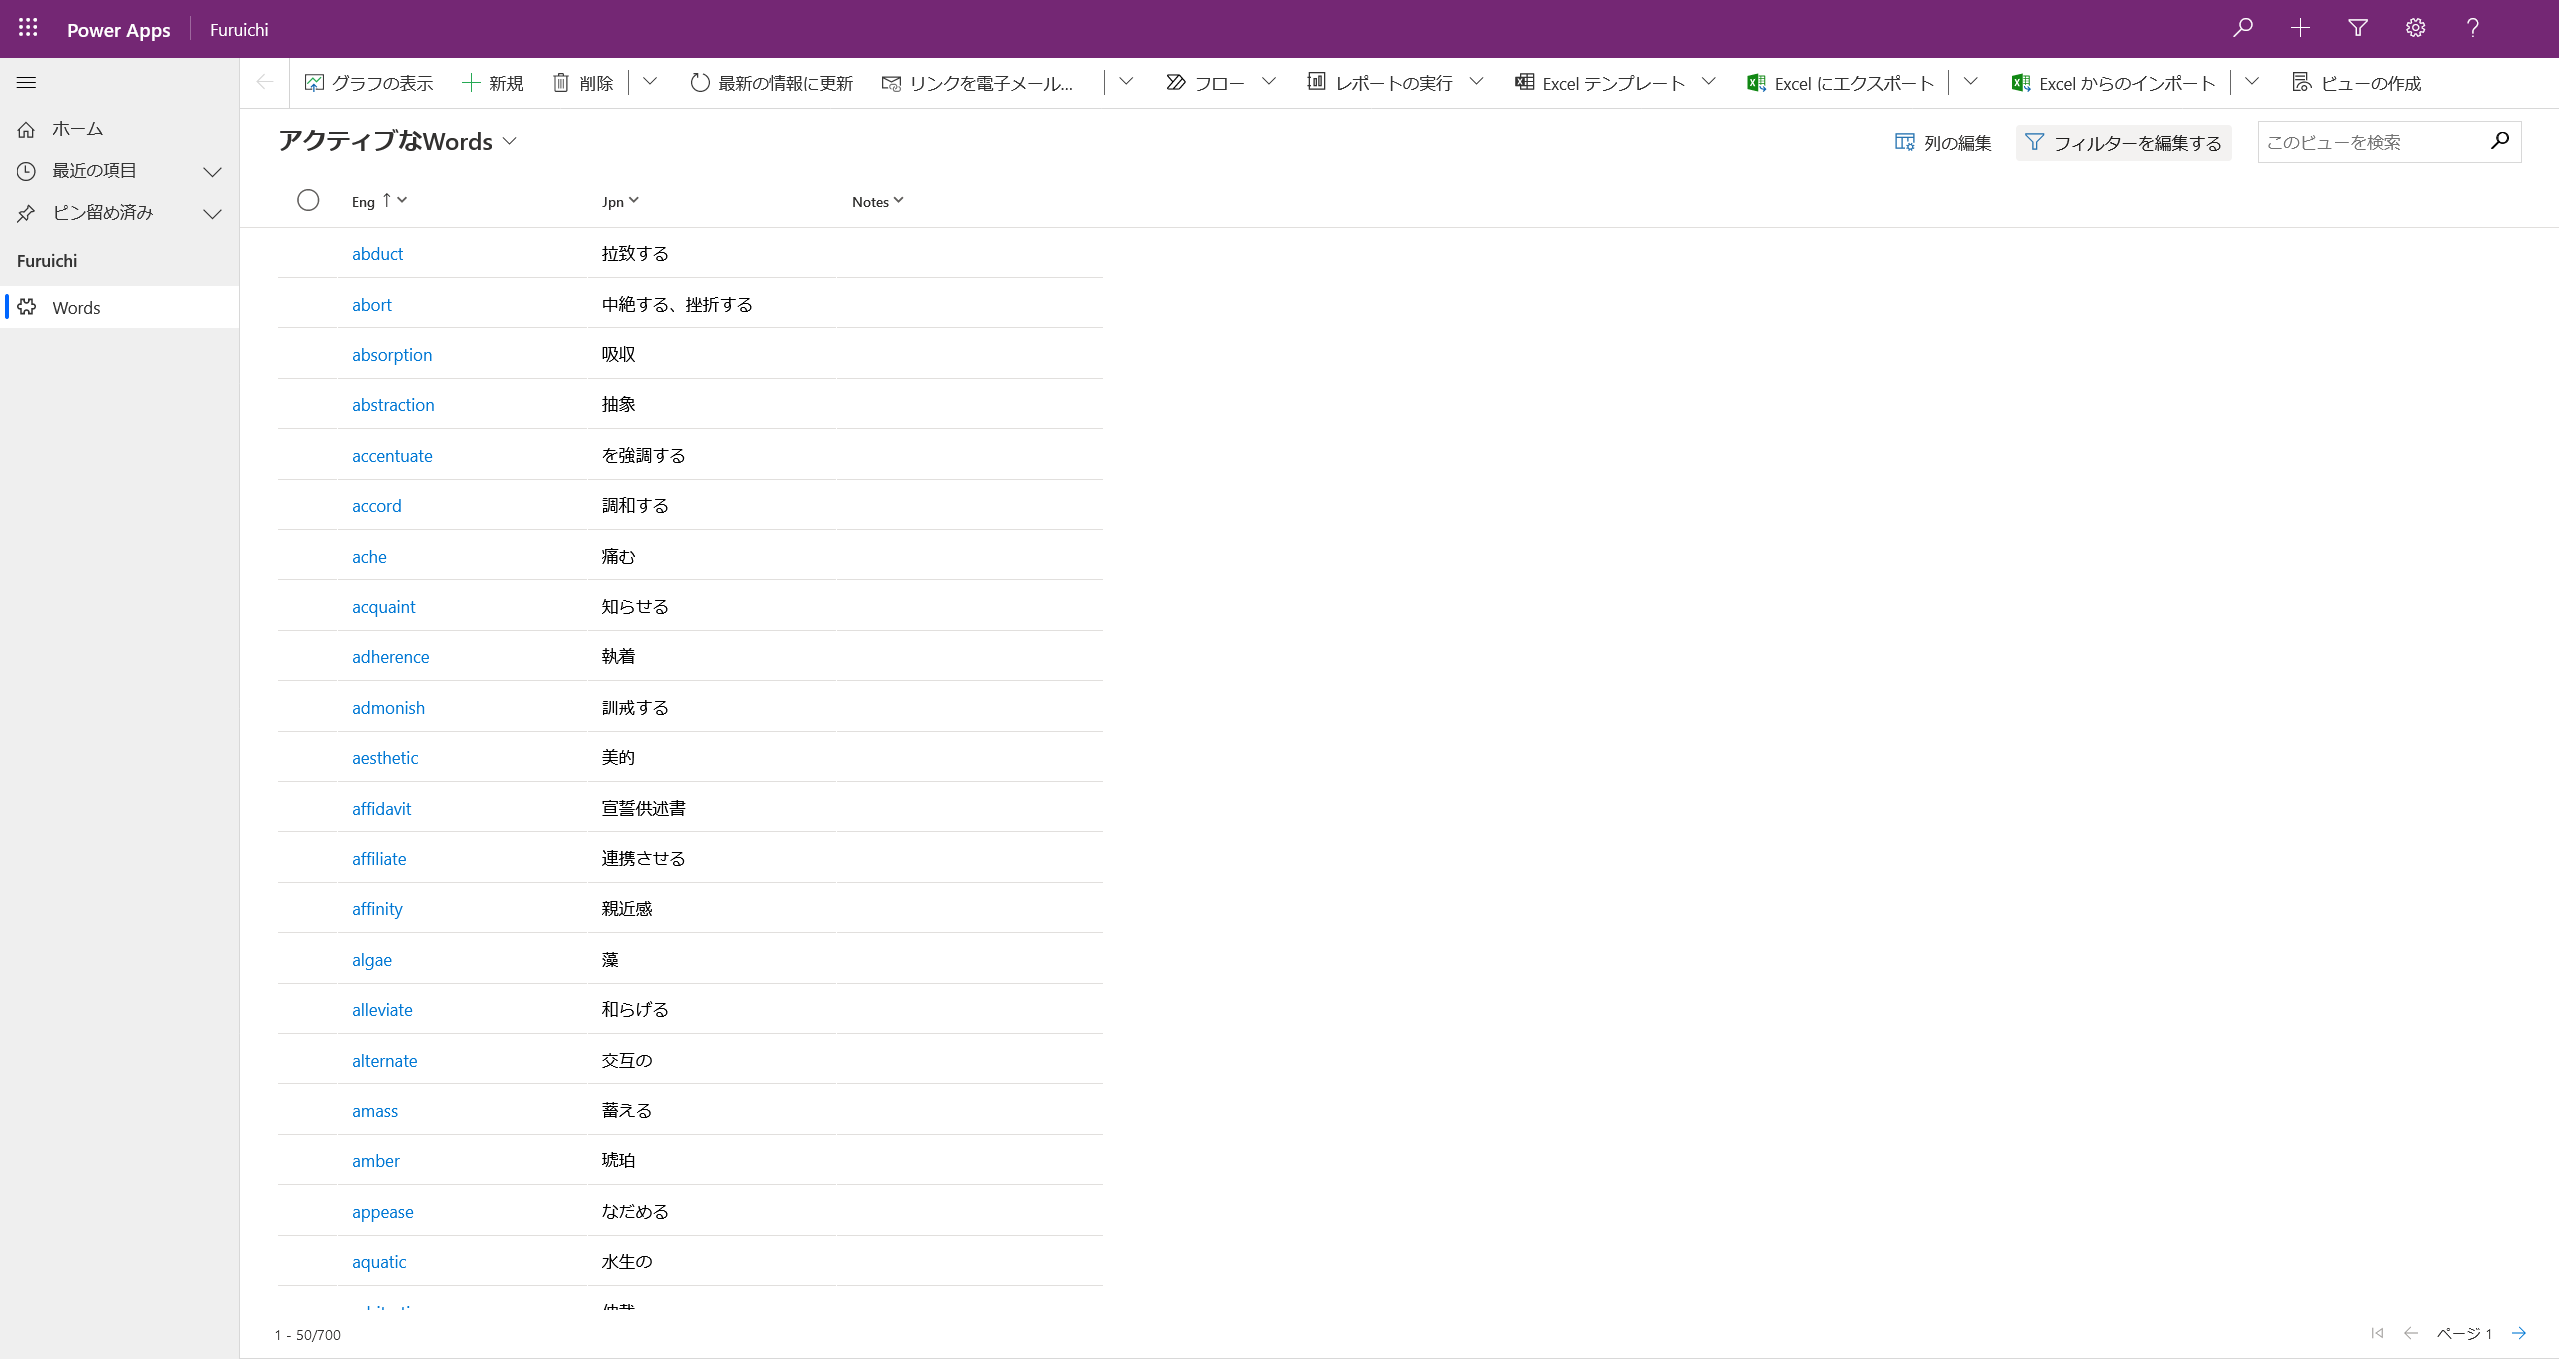 Power Apps Furuichi
グラフの表示 新規 削除 最新の情報に更新 リンクを電子メール... フロー レポートの実行 Excel テンプレート Excel にエクスポート Excel からのインポート ビューの作成
ホーム
最近の項目
ピン留め済み
Furuichi
Words
アクティブなWords
列の編集 フィルターを編集する このビューを検索
Eng Jpn Notes
abduct 拉致する
abort 中絶する、挫折する
absorption 吸収
abstraction 抽象
accentuate を強調する
accord 調和する
ache 痛む
acquaint 知らせる
adherence 執着
admonish 訓戒する
aesthetic 美的
affidavit 宣誓供述書
affiliate 連携させる
affinity 親近感
algae 藻
alleviate 和らげる
alternate 交互の
amass 蓄える
amber 琥珀
appease なだめる
aquatic 水生の
1 - 50/700
ページ 1